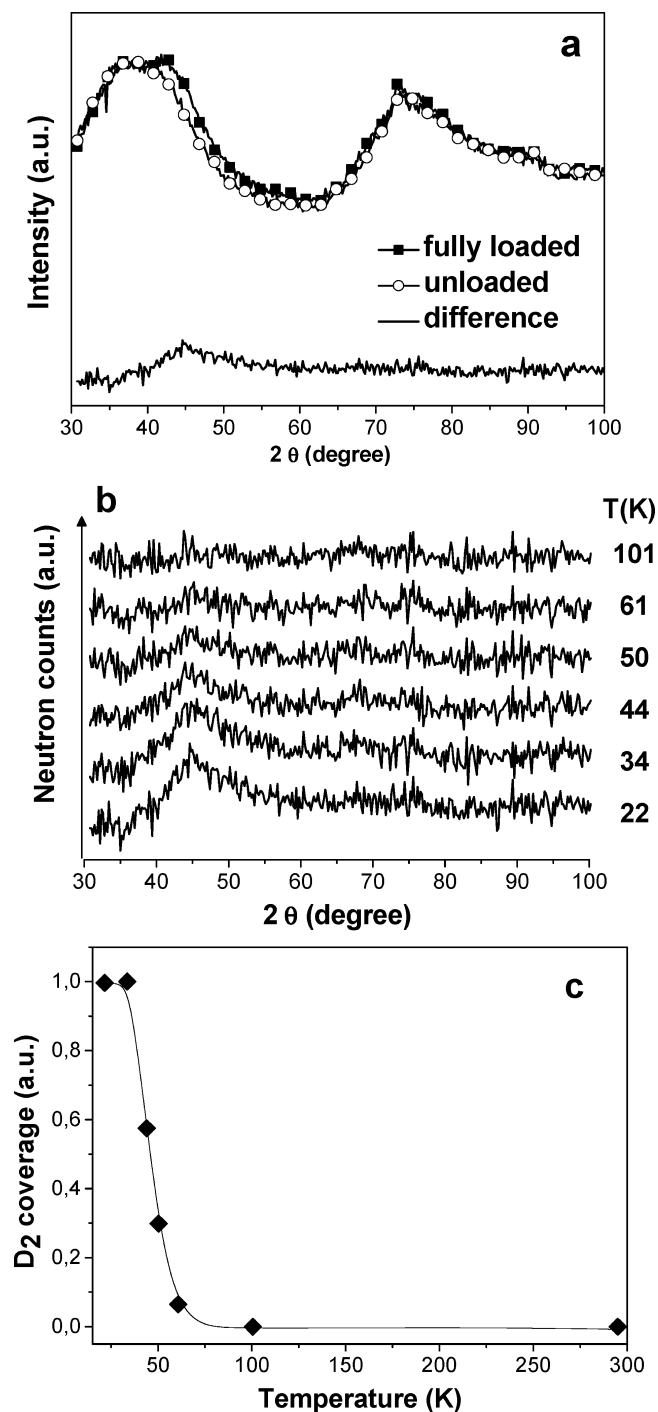 a
Intensity (a.u.)
fully loaded
unloaded
difference
30 40 50 60 70 80 90 100
2 θ (degree)
b
T(K)
Neutron counts (a.u.)
101
61
50
44
34
22
30 40 50 60 70 80 90 100
2 θ (degree)
c
D2 coverage (a.u.)
1,0
0,8
0,6
0,4
0,2
0,0
50 100 150 200 250 300
Temperature (K)